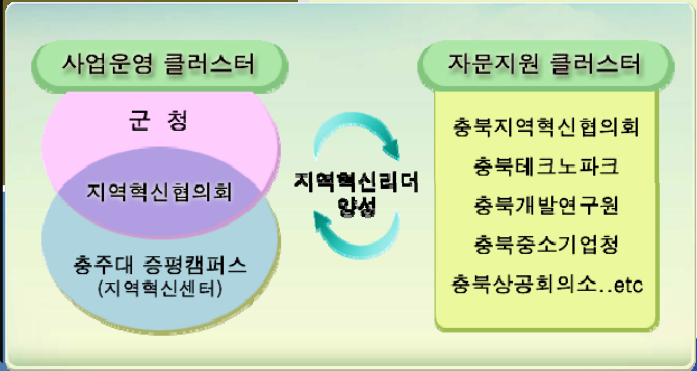 사업운영 클러스터
군 청
지역혁신협의회
충주대 증평캠퍼스
(지역혁신센터)
지역혁신리더
양성
자문지원 클러스터
충북지역혁신협의회
충북테크노파크
충북개발연구원
충북중소기업청
충북상공회의소..etc